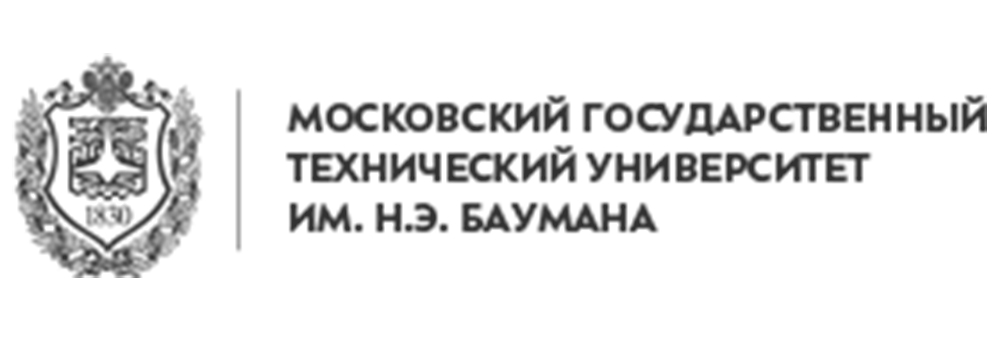 1830
МОСКОВСКИЙ ГОСУДАРСТВЕННЫЙ
ТЕХНИЧЕСКИЙ УНИВЕРСИТЕТ
ИМ. Н.Э. БАУМАНА